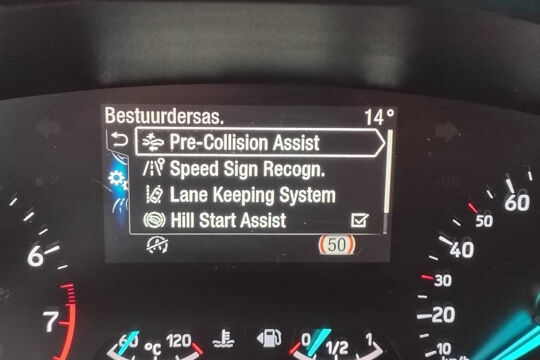 Bestuurdersas. 14°
Pre-Collision Assist
Speed Sign Recogn.
Lane Keeping System
Hill Start Assist
50
6
7
60 °C 120
0 1/2 1
60
50
40
30
20
10